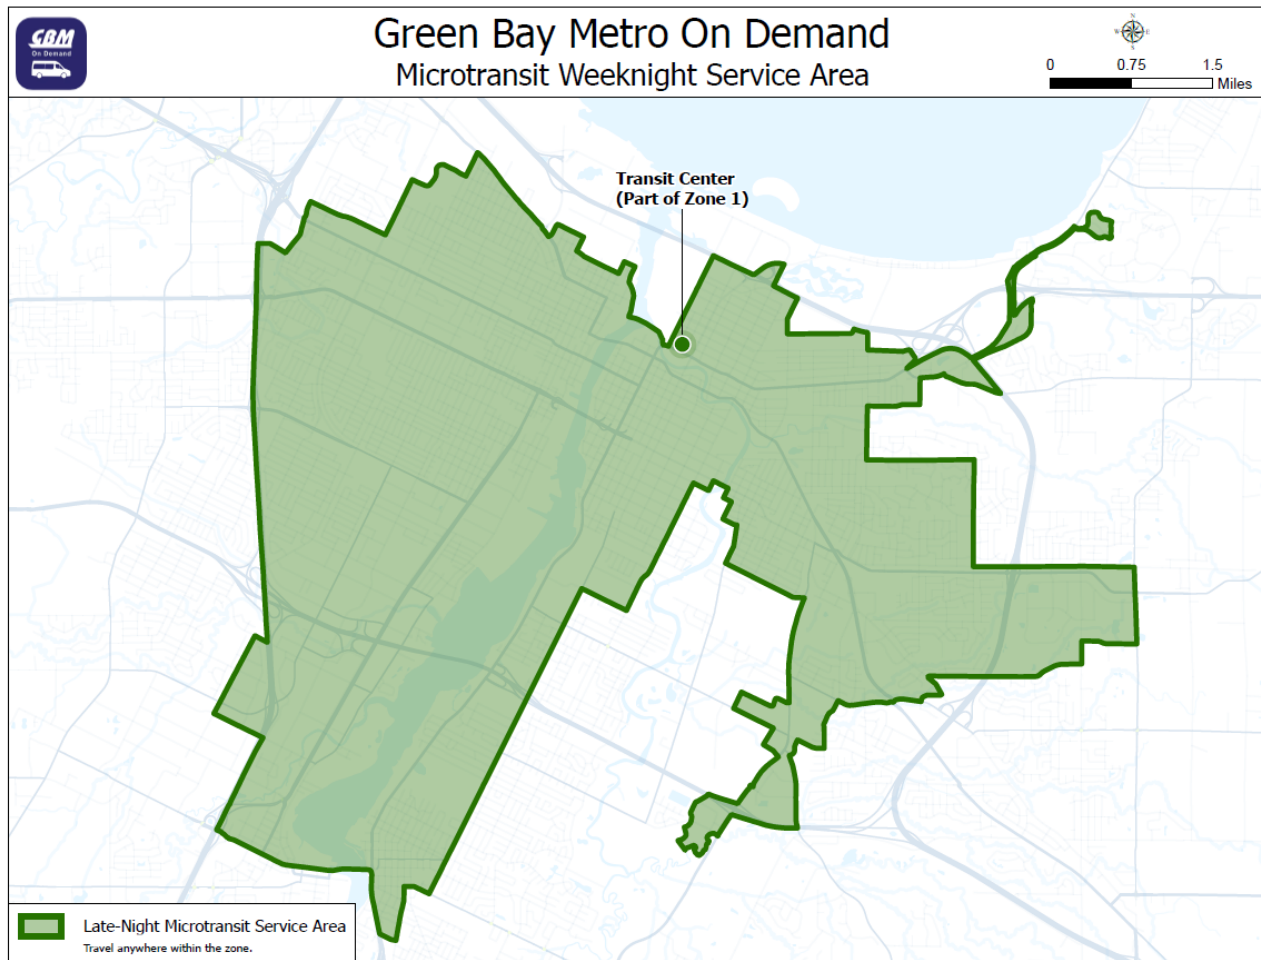 GBM
On Demand
Green Bay Metro On Demand
Microtransit Weeknight Service Area
N
W
E
S
0 0.75 1.5
Miles
Transit Center
(Part of Zone 1)
Late-Night Microtransit Service Area
Travel anywhere within the zone.